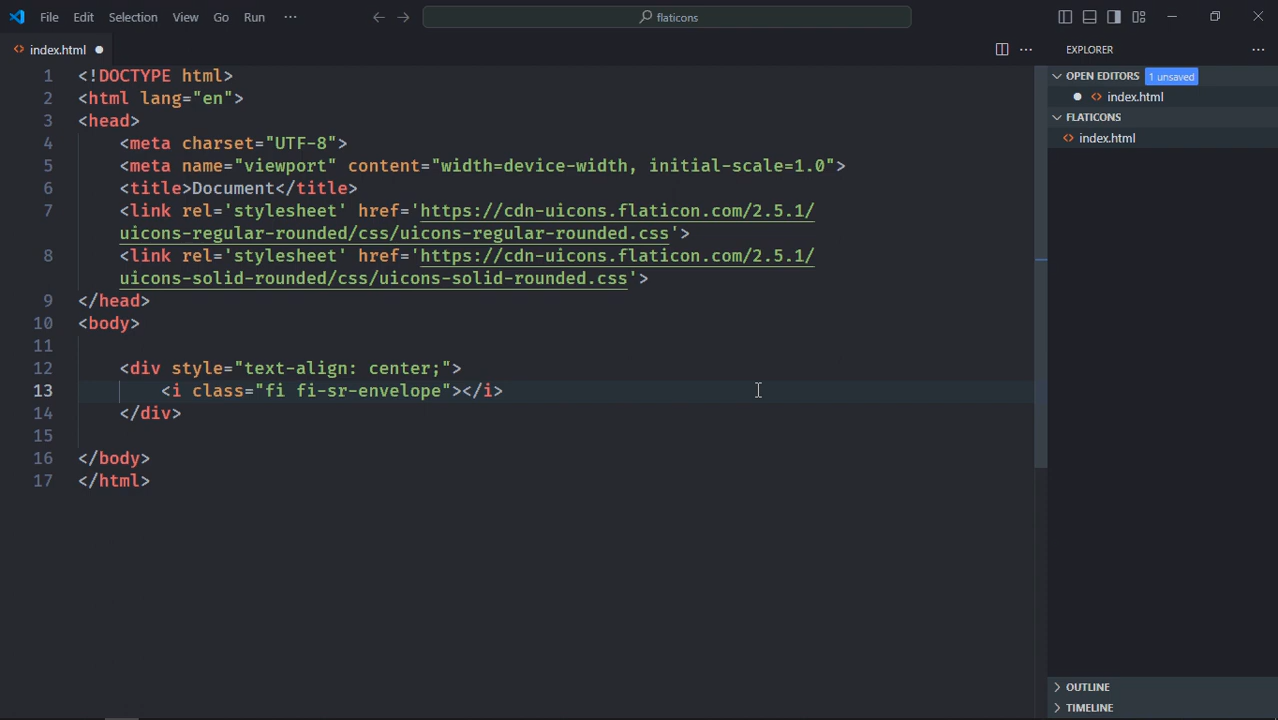 File Edit Selection View Go Run ··· flaticons
index.html
EXPLORER
1 <!DOCTYPE html>
2 <html lang="en">
3 <head>
4 <meta charset="UTF-8">
5 <meta name="viewport" content="width=device-width, initial-scale=1.0">
6 <title>Document</title>
7 <link rel='stylesheet' href='https://cdn-uicons.flaticon.com/2.5.1/
uicons-regular-rounded/css/uicons-regular-rounded.css'>
8 <link rel='stylesheet' href='https://cdn-uicons.flaticon.com/2.5.1/
uicons-solid-rounded/css/uicons-solid-rounded.css'>
9 </head>
10 <body>
11
12 <div style="text-align: center;">
13 <i class="fi fi-sr-envelope"></i>
14 </div>
15
16 </body>
17 </html>
OPEN EDITORS 1 unsaved
index.html
FLATICONS
index.html
OUTLINE
TIMELINE